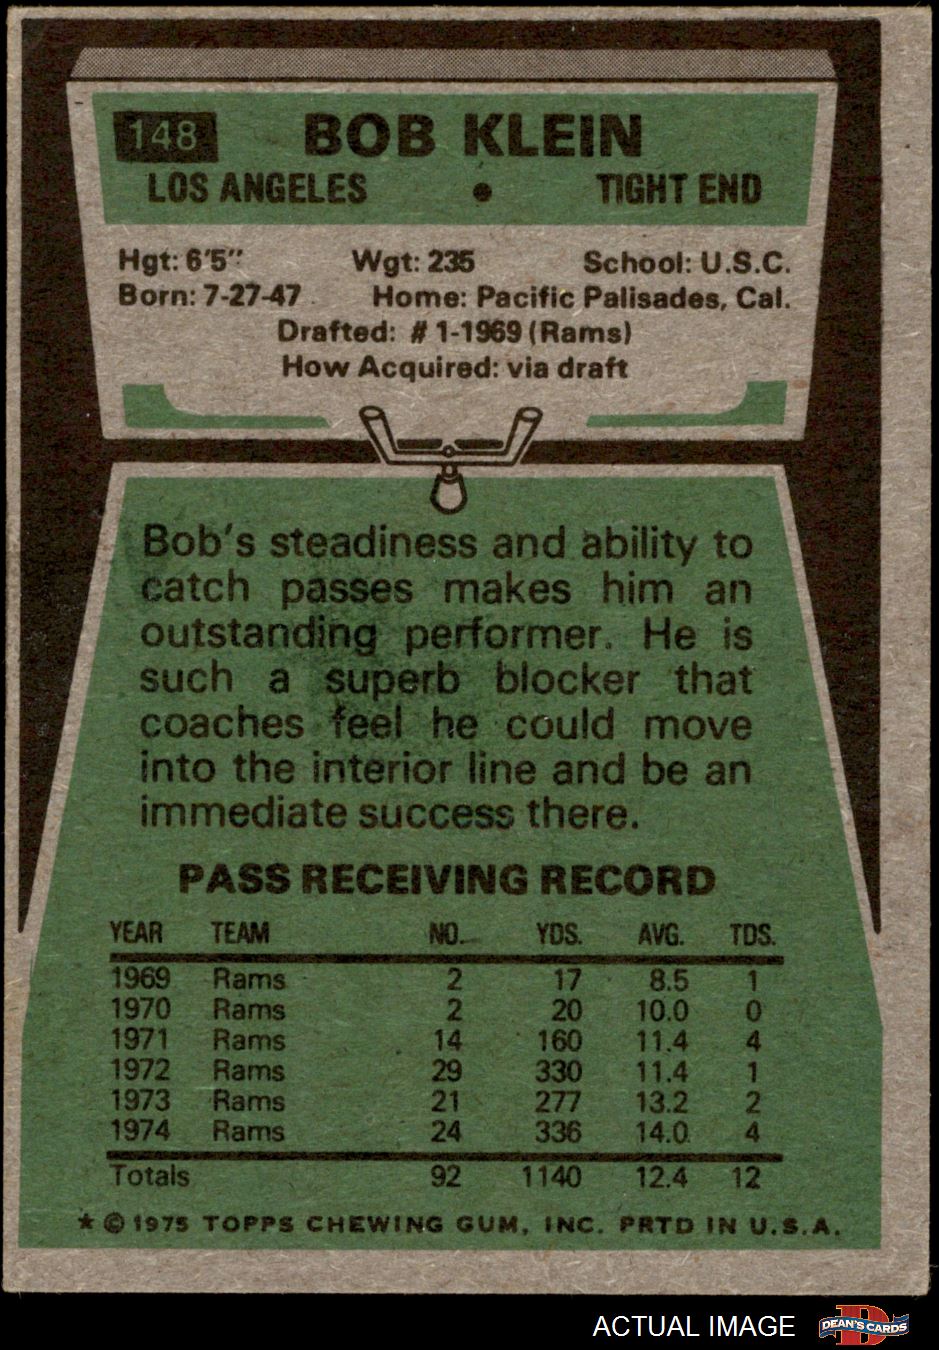 148 BOB KLEIN
LOS ANGELES • TIGHT END
Hgt: 6'5" Wgt: 235 School: U.S.C.
Born: 7-27-47 Home: Pacific Palisades, Cal.
Drafted: #1-1969 (Rams)
How Acquired: via draft
Bob's steadiness and ability to
catch passes makes him an
outstanding performer. He is
such a superb blocker that
coaches feel he could move
into the interior line and be an
immediate success there.
PASS RECEIVING RECORD
YEAR TEAM NO. YDS. AVG. TDS.
1969 Rams 2 17 8.5 1
1970 Rams 2 20 10.0 0
1971 Rams 14 160 11.4 4
1972 Rams 29 330 11.4 1
1973 Rams 21 277 13.2 2
1974 Rams 24 336 14.0 4
Totals 92 1140 12.4 12
★ © 1975 TOPPS CHEWING GUM, INC. PRTD IN U.S.A.
ACTUAL IMAGE D DEAN'S CARDS